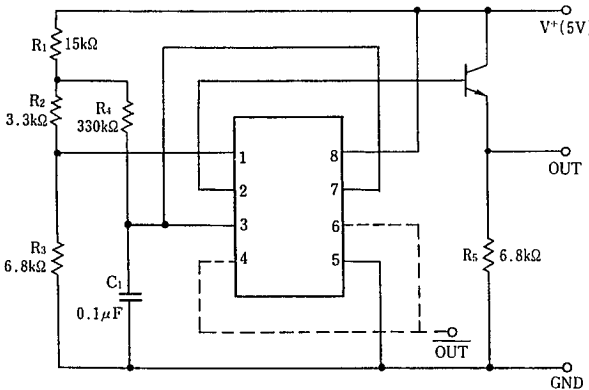 V⁺(5V)
R₁ 15kΩ
R₂
3.3kΩ
R₄
330kΩ
1
8
OUT
2
7
3
6
R₃
6.8kΩ
4
5
R₅ 6.8kΩ
C₁
0.1μF
OUT
GND